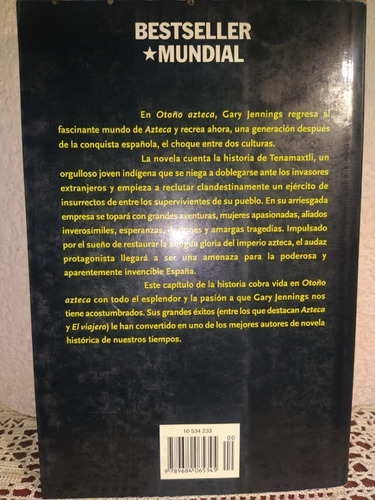 BESTSELLER
★MUNDIAL
En Otoño azteca, Gary Jennings regresa al
fascinante mundo de Azteca y recrea ahora, una generación después
de la conquista española, el choque entre dos culturas.
La novela cuenta la historia de Tenamaxtli, un
orgulloso joven indígena que se niega a doblegarse ante los invasores
extranjeros y empieza a reclutar clandestinamente un ejército de
insurrectos de entre los supervivientes de su pueblo. En su arriesgada
empresa se topará con grandes aventuras, mujeres apasionadas, aliados
inverosímiles, esperanzas, y amargas tragedias. Impulsado
por el sueño de restaurar la antigua gloria del imperio azteca, el audaz
protagonista llegará a ser una amenaza para la poderosa y
aparentemente invencible España.
Este capítulo de la historia cobra vida en Otoño
azteca con todo el esplendor y la pasión a que Gary Jennings nos
tiene acostumbrados. Sus grandes éxitos (entre los que destacan Azteca
y El viajero) le han convertido en uno de los mejores autores de novela
histórica de nuestros tiempos.
10 534 233
00
9 789684 065345